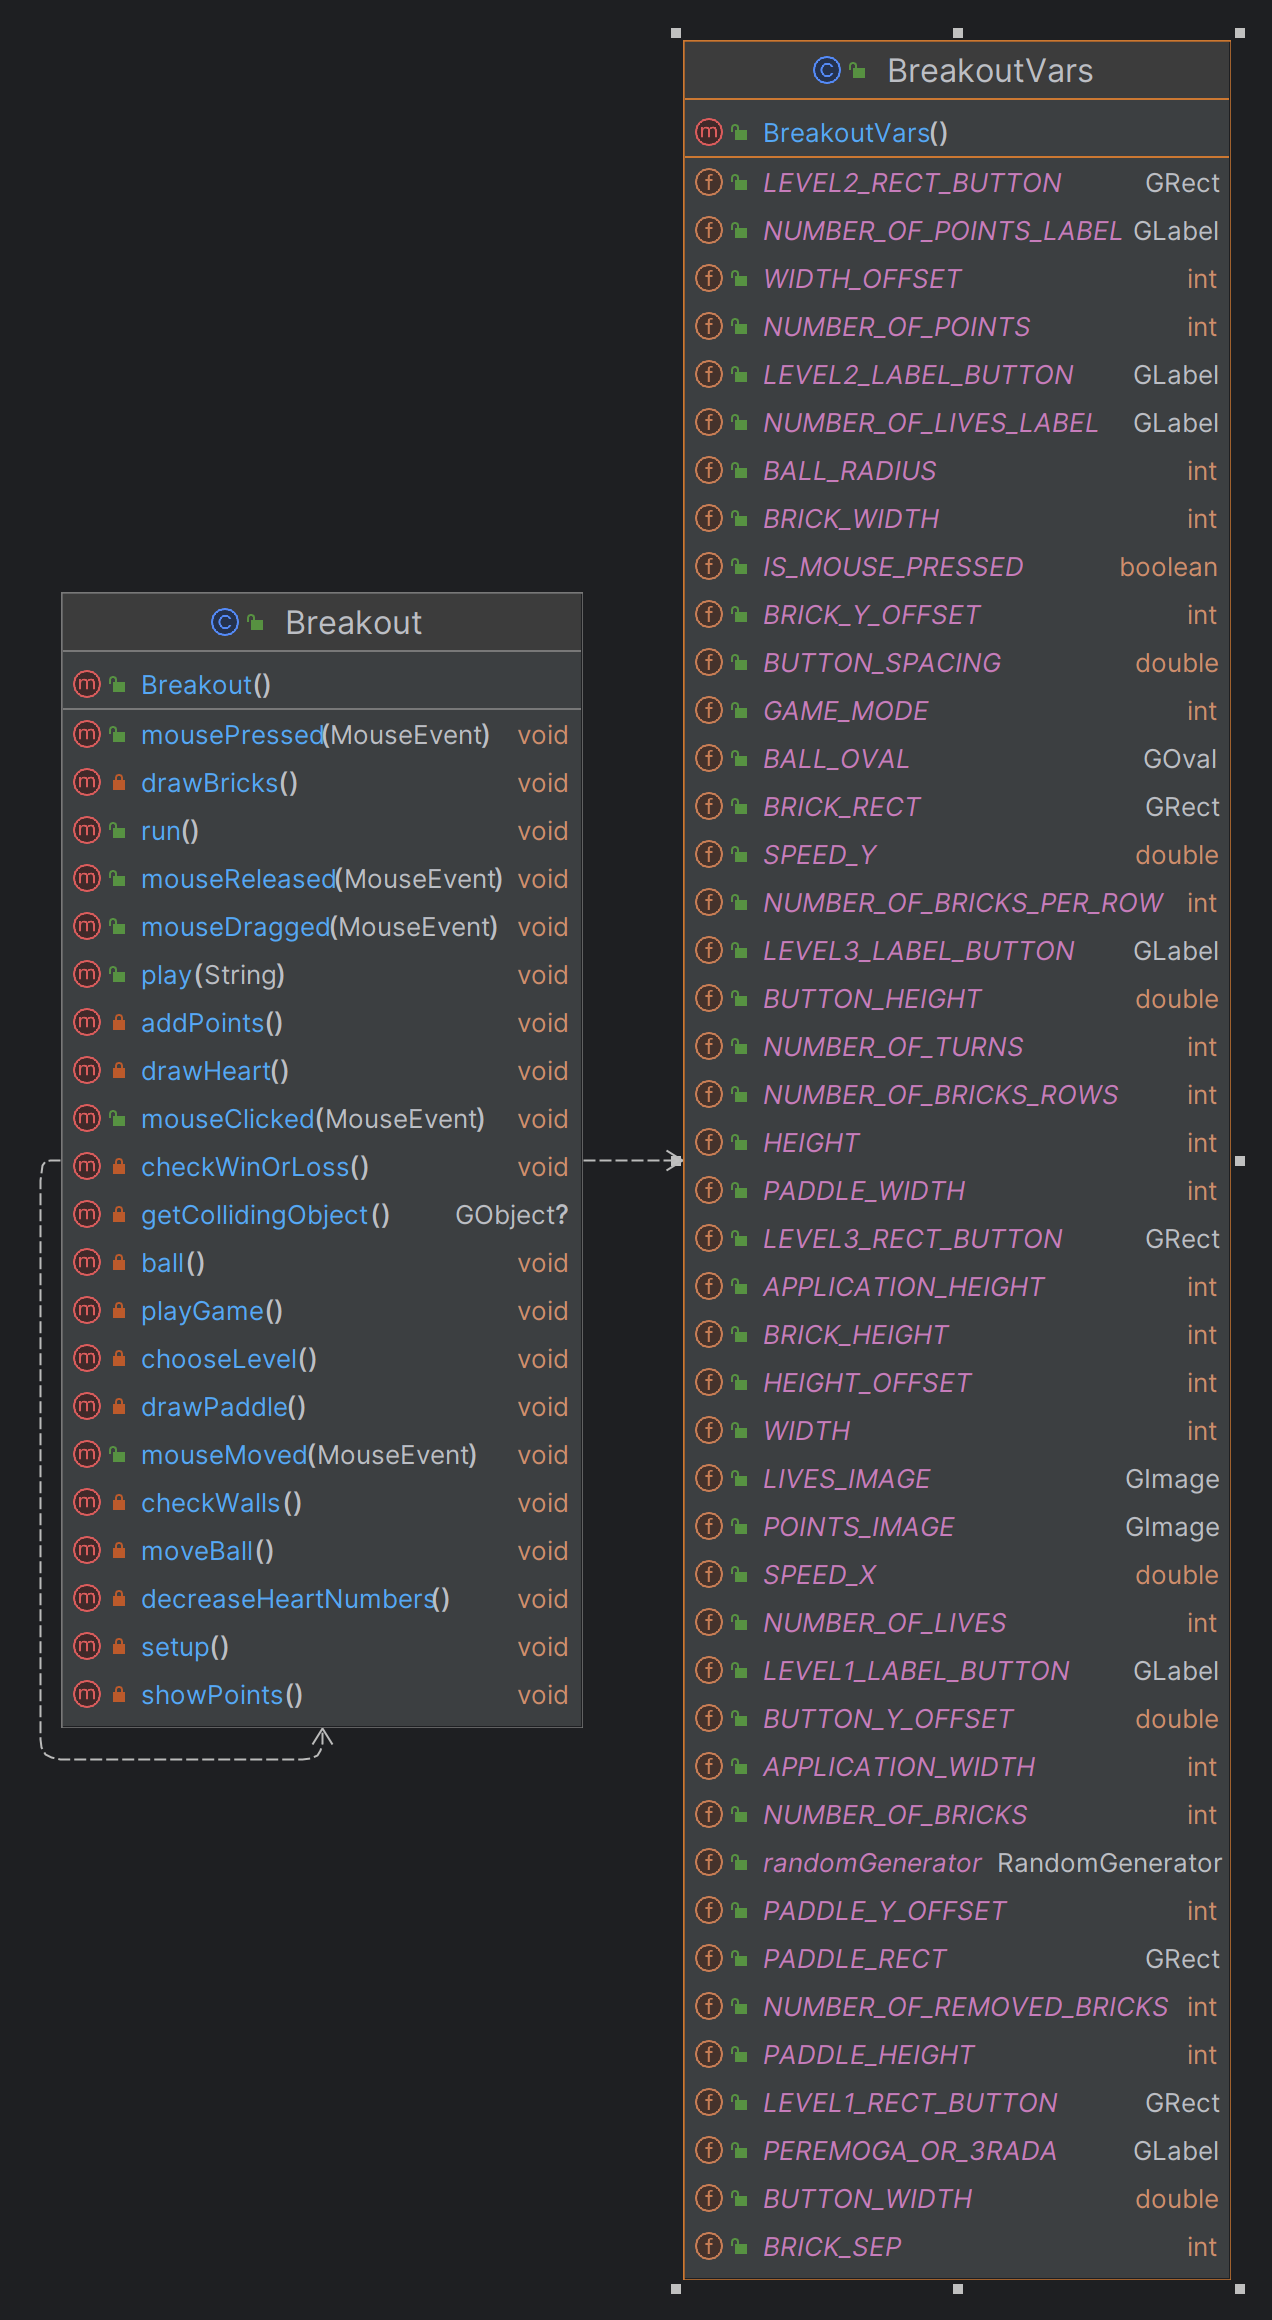 Breakout
Breakout()
mousePressed(MouseEvent) void
drawBricks() void
run() void
mouseReleased(MouseEvent) void
mouseDragged(MouseEvent) void
play(String) void
addPoints() void
drawHeart() void
mouseClicked(MouseEvent) void
checkWinOrLoss() void
getCollidingObject() GObject?
ball() void
playGame() void
chooseLevel() void
drawPaddle() void
mouseMoved(MouseEvent) void
checkWalls() void
moveBall() void
decreaseHeartNumbers() void
setup() void
showPoints() void
BreakoutVars
BreakoutVars()
LEVEL2_RECT_BUTTON GRect
NUMBER_OF_POINTS_LABEL GLabel
WIDTH_OFFSET int
NUMBER_OF_POINTS int
LEVEL2_LABEL_BUTTON GLabel
NUMBER_OF_LIVES_LABEL GLabel
BALL_RADIUS int
BRICK_WIDTH int
IS_MOUSE_PRESSED boolean
BRICK_Y_OFFSET int
BUTTON_SPACING double
GAME_MODE int
BALL_OVAL GOval
BRICK_RECT GRect
SPEED_Y double
NUMBER_OF_BRICKS_PER_ROW int
LEVEL3_LABEL_BUTTON GLabel
BUTTON_HEIGHT double
NUMBER_OF_TURNS int
NUMBER_OF_BRICKS_ROWS int
HEIGHT int
PADDLE_WIDTH int
LEVEL3_RECT_BUTTON GRect
APPLICATION_HEIGHT int
BRICK_HEIGHT int
HEIGHT_OFFSET int
WIDTH int
LIVES_IMAGE GImage
POINTS_IMAGE GImage
SPEED_X double
NUMBER_OF_LIVES int
LEVEL1_LABEL_BUTTON GLabel
BUTTON_Y_OFFSET double
APPLICATION_WIDTH int
NUMBER_OF_BRICKS int
randomGenerator RandomGenerator
PADDLE_Y_OFFSET int
PADDLE_RECT GRect
NUMBER_OF_REMOVED_BRICKS int
PADDLE_HEIGHT int
LEVEL1_RECT_BUTTON GRect
PEREMOGA_OR_3RADA GLabel
BUTTON_WIDTH double
BRICK_SEP int